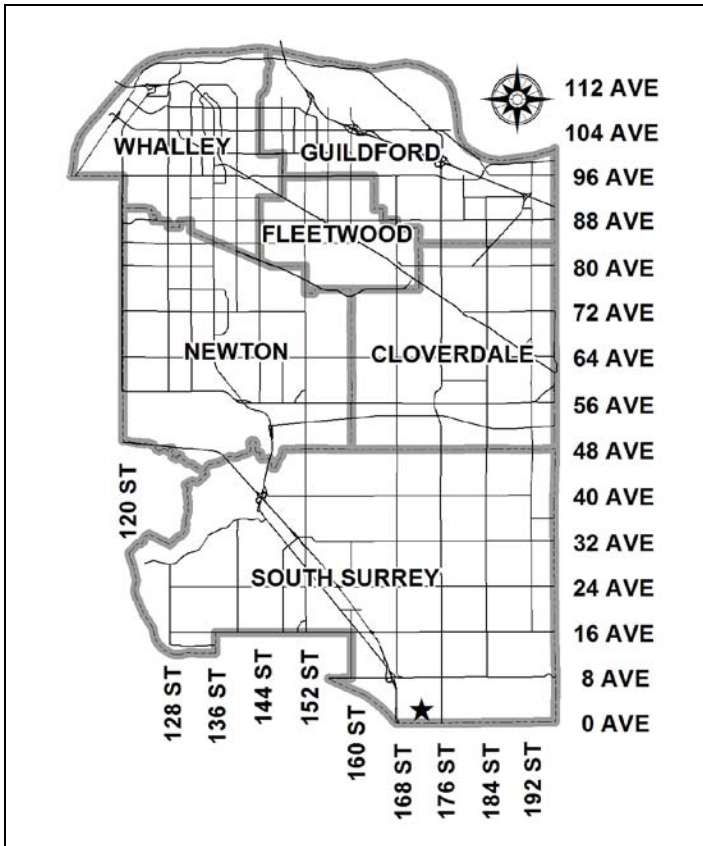 112 AVE
104 AVE
WHALLEY
GUILDFORD
96 AVE
88 AVE
FLEETWOOD
80 AVE
72 AVE
NEWTON
CLOVERDALE
64 AVE
56 AVE
48 AVE
120 ST
40 AVE
32 AVE
SOUTH SURREY
24 AVE
16 AVE
128 ST
136 ST
144 ST
152 ST
160 ST
8 AVE
0 AVE
168 ST
176 ST
184 ST
192 ST